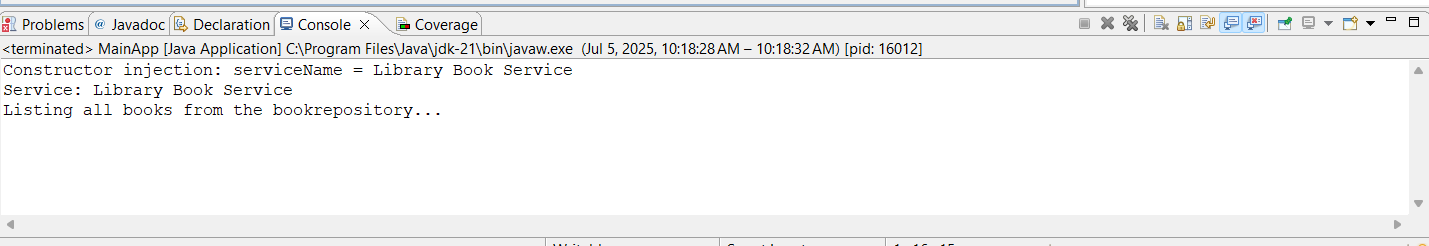 Problems @ Javadoc Declaration Console Coverage
<terminated> MainApp [Java Application] C:\Program Files\Java\jdk-21\bin\javaw.exe (Jul 5, 2025, 10:18:28 AM – 10:18:32 AM) [pid: 16012]
Constructor injection: serviceName = Library Book Service
Service: Library Book Service
Listing all books from the bookrepository...